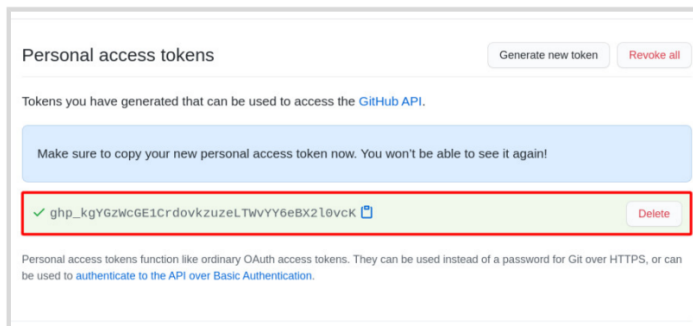 Personal access tokens
Generate new token
Revoke all
Tokens you have generated that can be used to access the GitHub API.
Make sure to copy your new personal access token now. You won't be able to see it again!
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
Delete
Personal access tokens function like ordinary OAuth access tokens. They can be used instead of a password for Git over HTTPS, or can
be used to authenticate to the API over Basic Authentication.